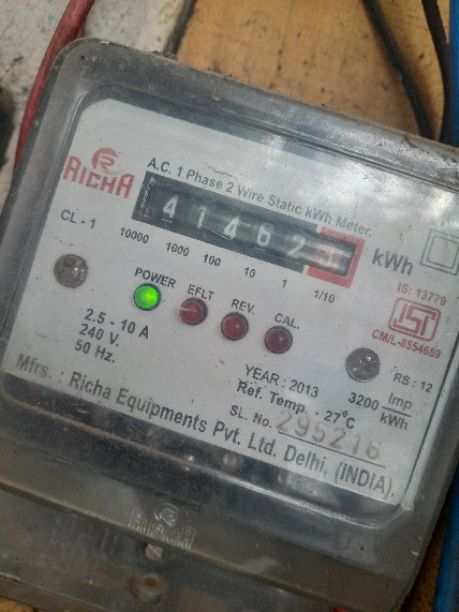 RICHA
A.C. 1 Phase 2 Wire Static kWh Meter.
4 1 4 6 2
kWh
CL - 1
10000 1000 100 10 1 1/10
IS: 13779
POWER EFLT REV. CAL.
CM/L-8554689
2.5 - 10 A
240 V.
50 Hz.
YEAR : 2013
Ref. Temp. - 27°C
RS : 12
3200 Imp
kWh
SL. No. 295216
Mfrs. : Richa Equipments Pvt. Ltd. Delhi, (INDIA).
RICHA